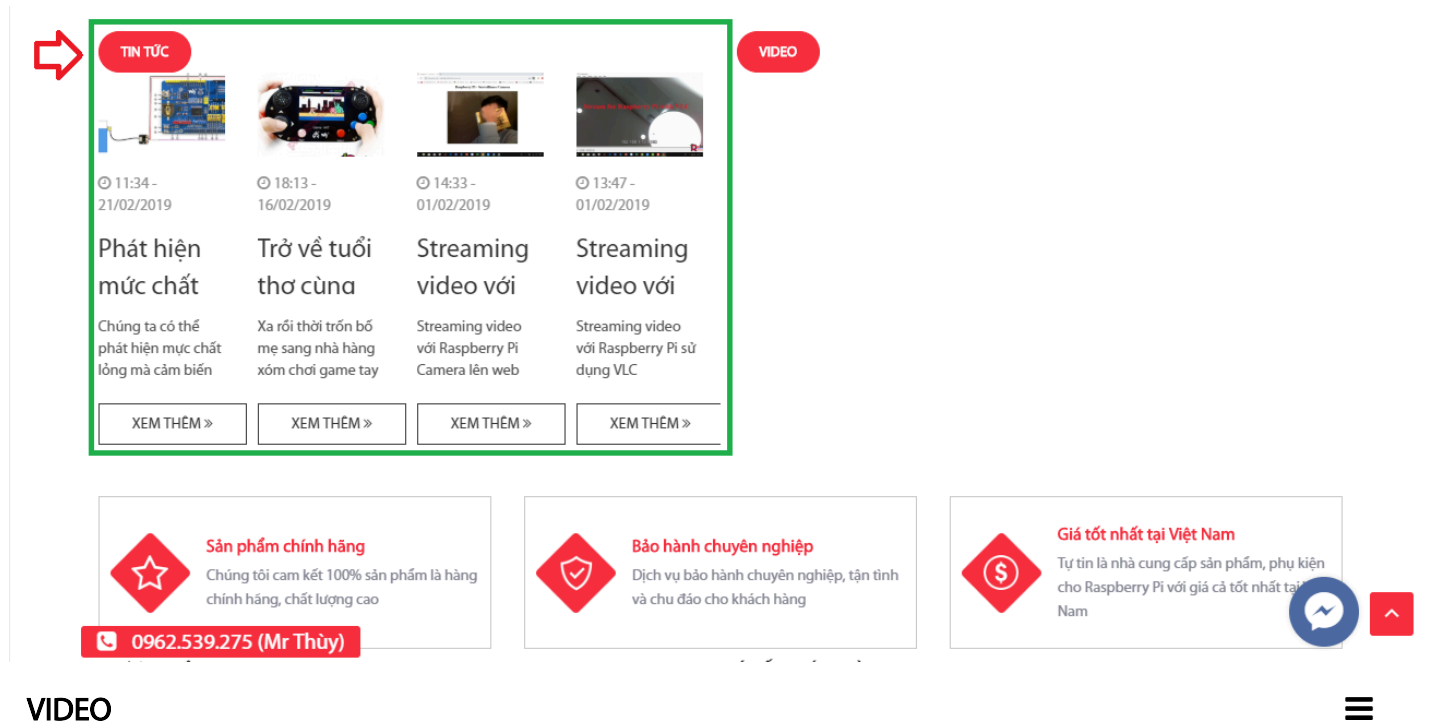 TIN TỨC
VIDEO
Raspberry Pi - Surveillance Camera
11:34 -
21/02/2019
18:13 -
16/02/2019
14:33 -
01/02/2019
13:47 -
01/02/2019
Phát hiện
mức chất
Trở về tuổi
thơ cùng
Streaming
video với
Streaming
video với
Chúng ta có thể
phát hiện mực chất
lỏng mà cảm biến
Xa rồi thời trốn bố
mẹ sang nhà hàng
xóm chơi game tay
Streaming video
với Raspberry Pi
Camera lên web
Streaming video
với Raspberry Pi sử
dụng VLC
XEM THÊM »
XEM THÊM »
XEM THÊM »
XEM THÊM »
Sản phẩm chính hãng
Chúng tôi cam kết 100% sản phẩm là hàng
chính hãng, chất lượng cao
Bảo hành chuyên nghiệp
Dịch vụ bảo hành chuyên nghiệp, tận tình
và chu đáo cho khách hàng
Giá tốt nhất tại Việt Nam
Tự tin là nhà cung cấp sản phẩm, phụ kiện
cho Raspberry Pi với giá cả tốt nhất tại
Nam
0962.539.275 (Mr Thùy)
VIDEO